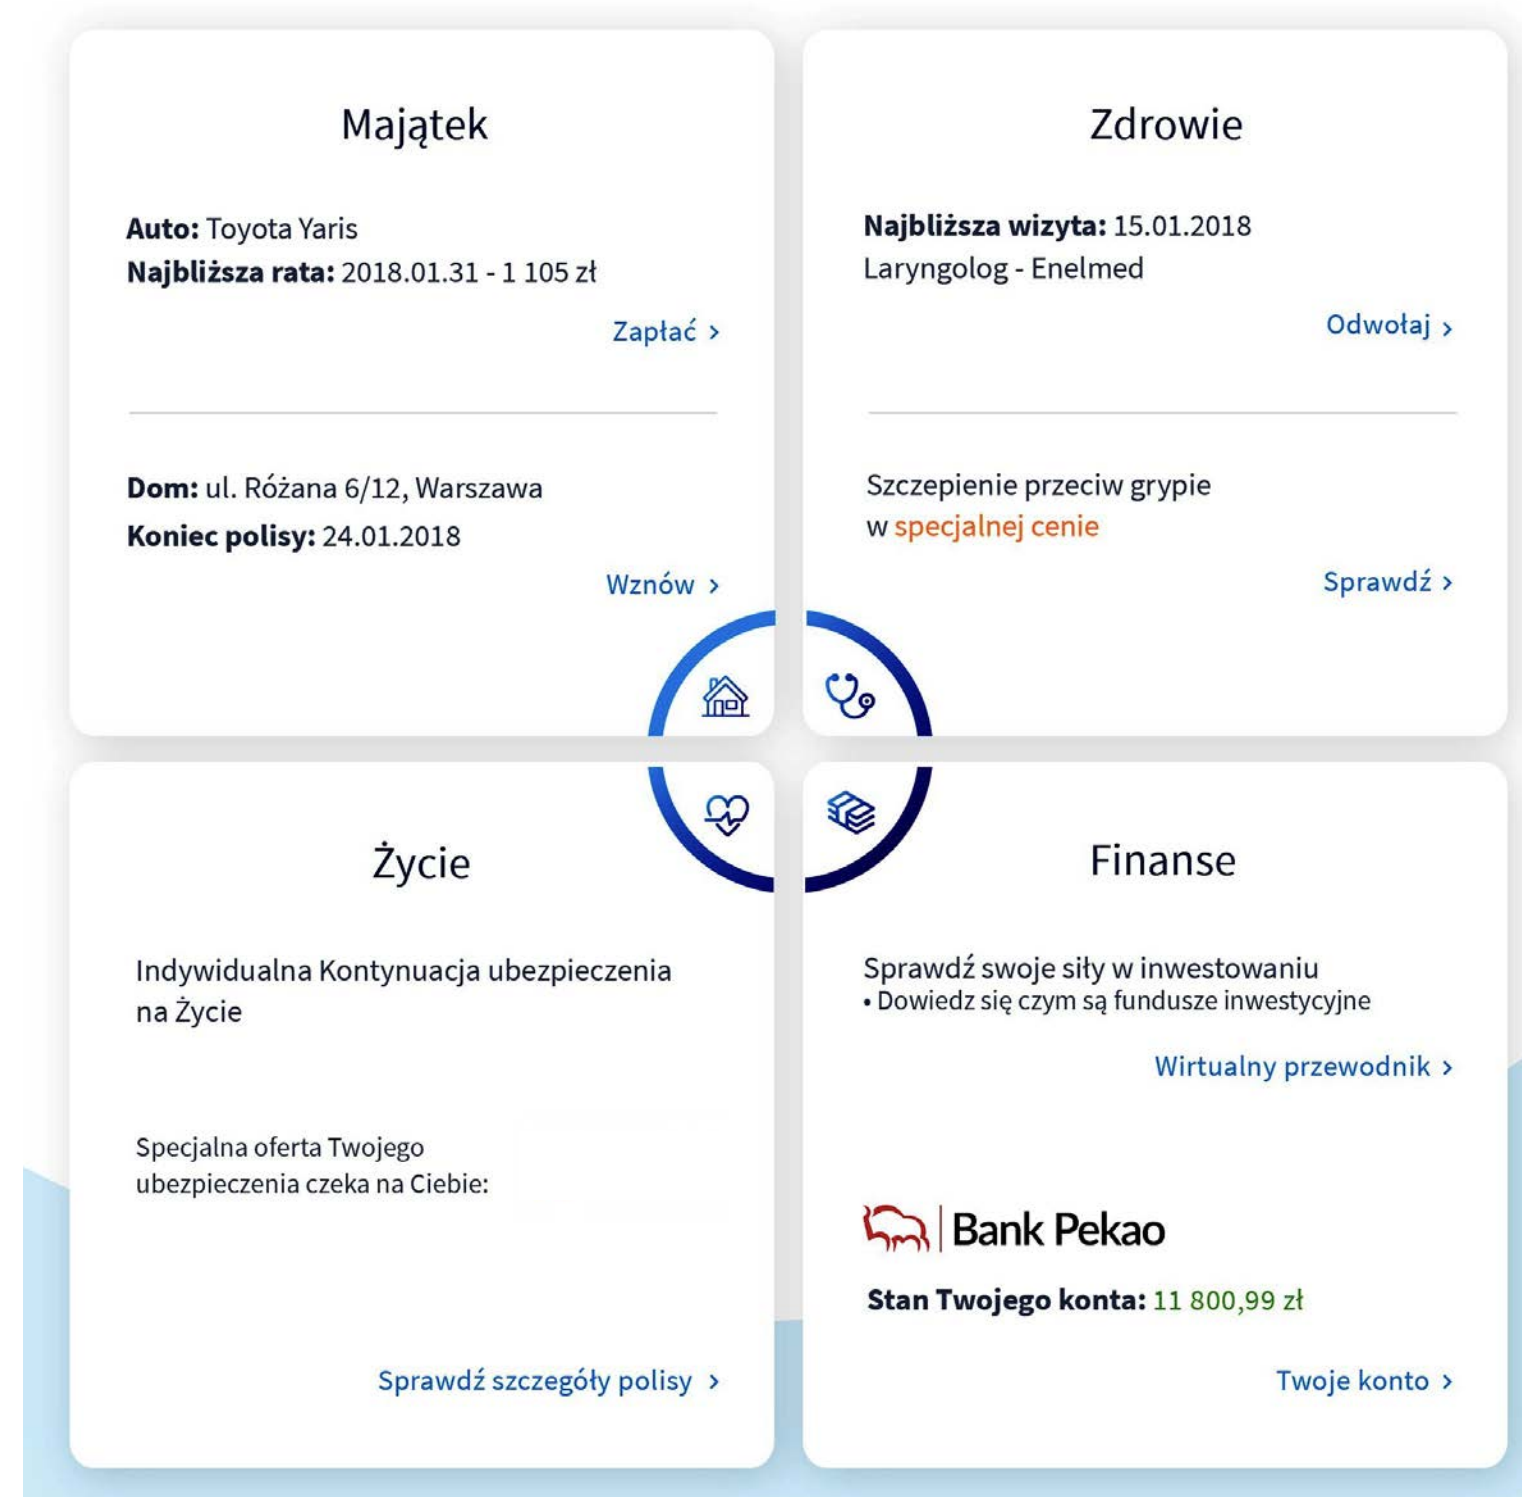 Majątek
Auto: Toyota Yaris
Najbliższa rata: 2018.01.31 - 1 105 zł
Zapłać >
Dom: ul. Różana 6/12, Warszawa
Koniec polisy: 24.01.2018
Wznów >
Zdrowie
Najbliższa wizyta: 15.01.2018
Laryngolog - Enelmed
Odwołaj >
Szczepienie przeciw grypie
w specjalnej cenie
Sprawdź >
Życie
Indywidualna Kontynuacja ubezpieczenia
na Życie
Specjalna oferta Twojego
ubezpieczenia czeka na Ciebie:
Sprawdź szczegóły polisy >
Finanse
Sprawdź swoje siły w inwestowaniu
• Dowiedz się czym są fundusze inwestycyjne
Wirtualny przewodnik >
Bank Pekao
Stan Twojego konta: 11 800,99 zł
Twoje konto >